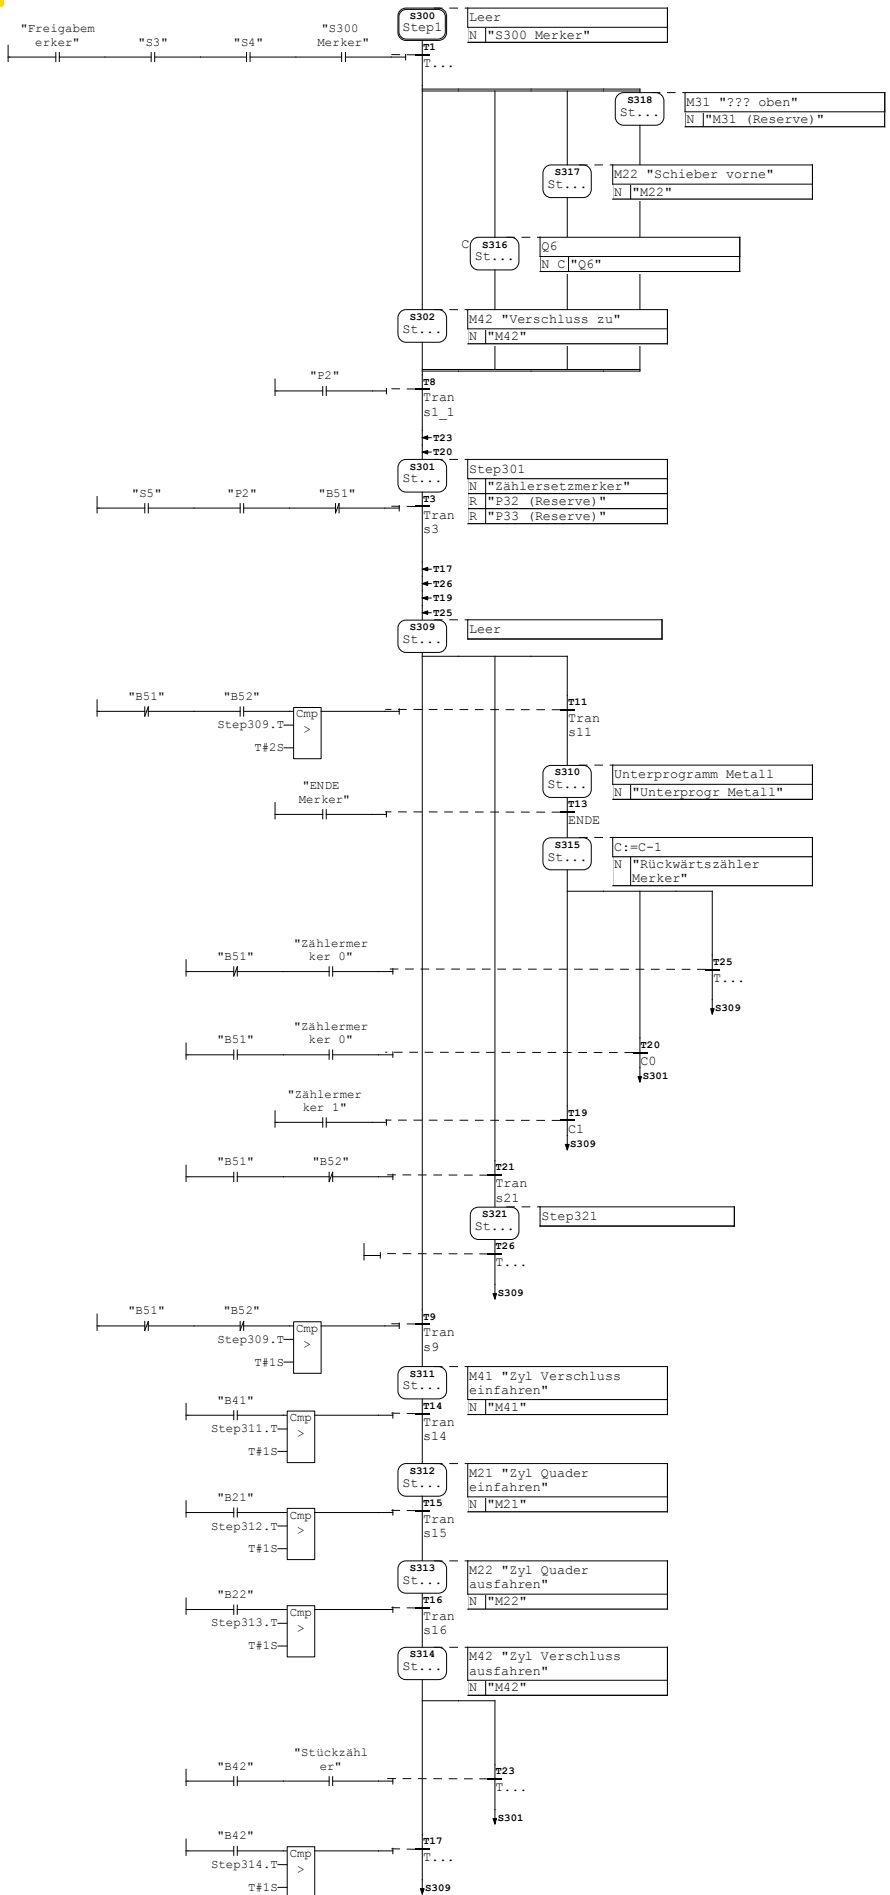 S300
Step1
Leer
N "S300 Merker"
"Freigabem
erker"
"S3"
"S4"
"S300
Merker"
T1
T...
S318
St...
M31 "??? oben"
N "M31 (Reserve)"
S317
St...
M22 "Schieber vorne"
N "M22"
C
S316
St...
Q6
N C "Q6"
S302
St...
M42 "Verschluss zu"
N "M42"
"P2"
T8
Tran
s1_1
T23
T20
S301
St...
Step301
N "Zählersetzmerker"
R "P32 (Reserve)"
R "P33 (Reserve)"
"S5"
"P2"
"B51"
T3
Tran
s3
T17
T26
T19
T25
S309
St...
Leer
"B51"
"B52"
Cmp
>
Step309.T
T#2S
T11
Tran
s11
S310
St...
Unterprogramm Metall
N "Unterprogr Metall"
"ENDE
Merker"
T13
ENDE
S315
St...
C:=C-1
N "Rückwärtszähler
Merker"
"B51"
"Zählermer
ker 0"
T25
T...
S309
"B51"
"Zählermer
ker 0"
T20
C0
S301
"Zählermer
ker 1"
T19
C1
S309
"B51"
"B52"
T21
Tran
s21
S321
St...
Step321
T26
T...
S309
"B51"
"B52"
Cmp
>
Step309.T
T#1S
T9
Tran
s9
S311
St...
M41 "Zyl Verschluss
einfahren"
N "M41"
"B41"
Cmp
>
Step311.T
T#1S
T14
Tran
s14
S312
St...
M21 "Zyl Quader
einfahren"
N "M21"
"B21"
Cmp
>
Step312.T
T#1S
T15
Tran
s15
S313
St...
M22 "Zyl Quader
ausfahren"
N "M22"
"B22"
Cmp
>
Step313.T
T#1S
T16
Tran
s16
S314
St...
M42 "Zyl Verschluss
ausfahren"
N "M42"
"B42"
"Stückzähl
er"
T23
T...
S301
"B42"
Cmp
>
Step314.T
T#1S
T17
T...
S309